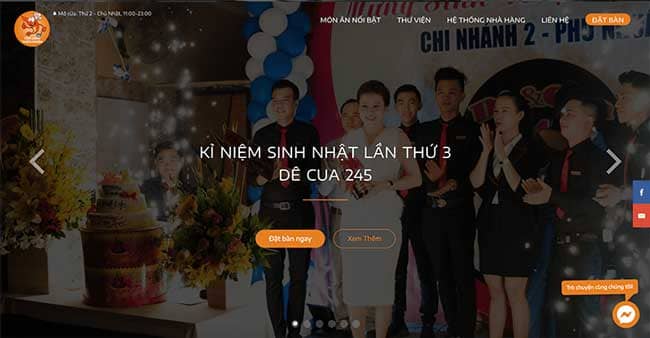 Mở cửa: Thứ 2 - Chủ Nhật, 11:00-23:00
MÓN ĂN NỔI BẬT THƯ VIỆN HỆ THỐNG NHÀ HÀNG LIÊN HỆ ĐẶT BÀN
CHI NHÁNH 2 -
KỈ NIỆM SINH NHẬT LẦN THỨ 3
DÊ CUA 245
Đặt bàn ngay Xem Thêm
f
Trò chuyện cùng chúng tôi!